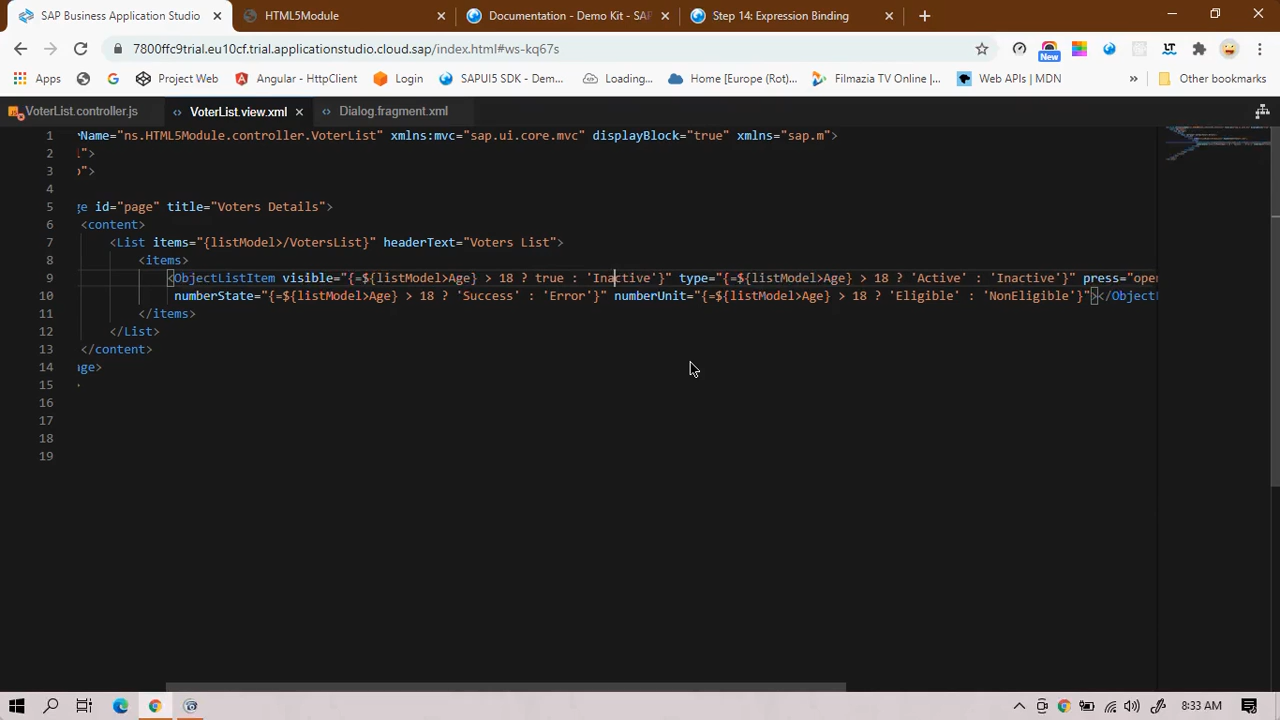 SAP Business Application Studio
HTML5Module
Documentation - Demo Kit - SA
Step 14: Expression Binding
7800ffc9trial.eu10cf.trial.applicationstudio.cloud.sap/index.html#ws-kq67s
New
Apps
Project Web
Angular - HttpClient
Login
SAPUI5 SDK - Dem...
Loading...
Home (Europe (Rot)...
Filmazia TV Online |...
Web APIs | MDN
»
Other bookmarks
VoterList.controller.js
VoterList.view.xml
Dialog.fragment.xml
1 rName="ns.HTML5Module.controller.VoterList" xmlns:mvc="sap.ui.core.mvc" displayBlock="true" xmlns="sap.m">
2 l">
3 p">
4
5 ge id="page" title="Voters Details">
6 <content>
7 <List items="{listModel>/VotersList}" headerText="Voters List">
8 <items>
9 <ObjectListItem visible="{=${listModel>Age} > 18 ? true : 'Inactive'}" type="{=${listModel>Age} > 18 ? 'Active' : 'Inactive'}" press="oper
10 numberState="{=${listModel>Age} > 18 ? 'Success' : 'Error'}" numberUnit="{=${listModel>Age} > 18 ? 'Eligible' : 'NonEligible'}"></ObjectL
11 </items>
12 </List>
13 </content>
14 age>
15
16
17
18
19
8:33 AM